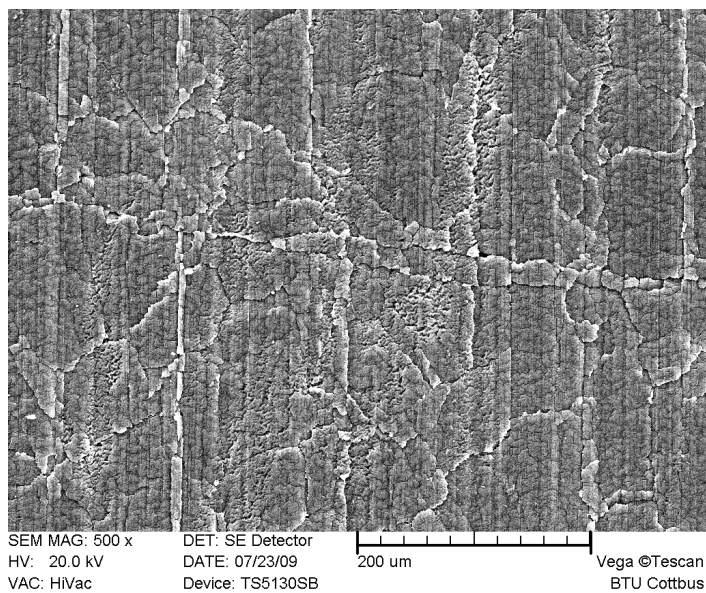 SEM MAG: 500 x DET: SE Detector
HV: 20.0 kV DATE: 07/23/09 200 um Vega ©Tescan
VAC: HiVac Device: TS5130SB BTU Cottbus